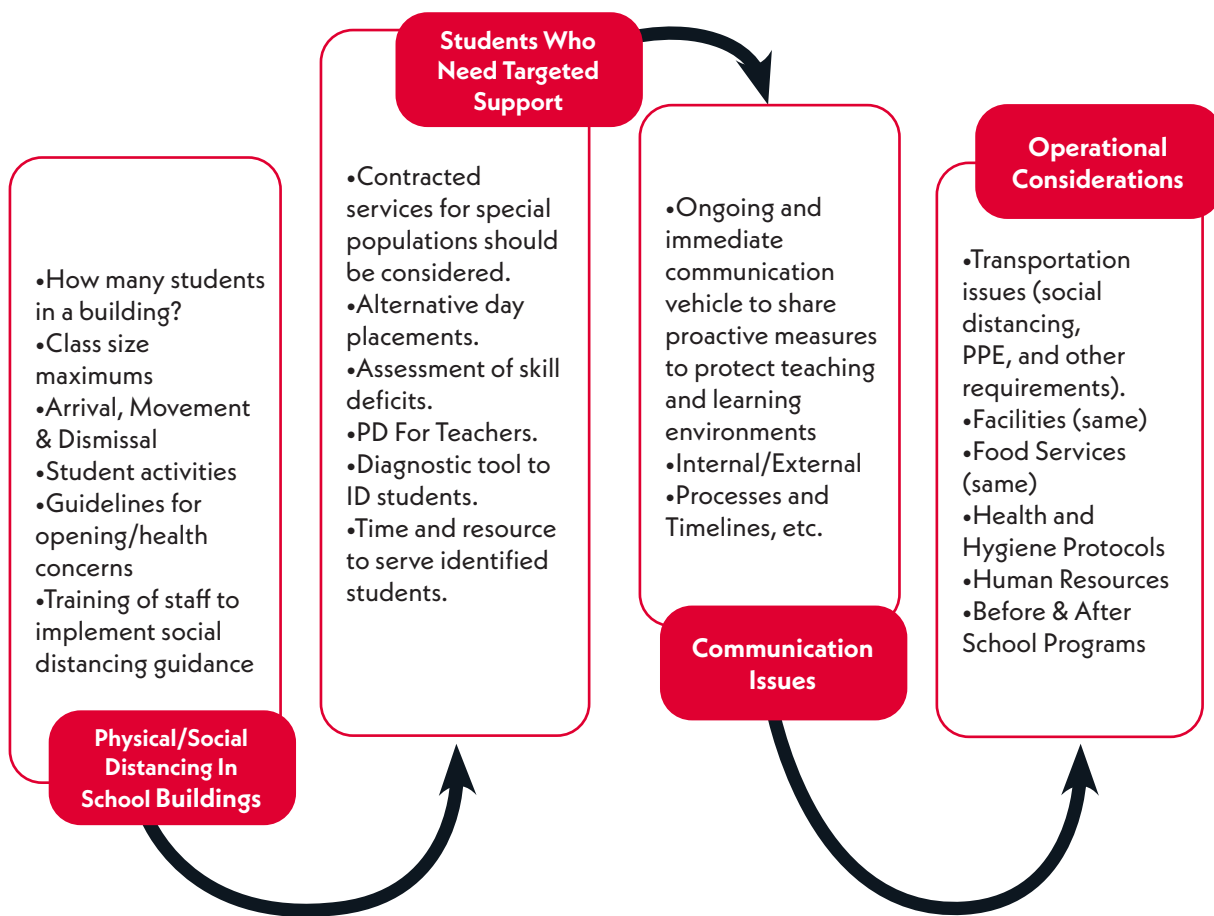 •How many students
in a building?
•Class size
maximums
•Arrival, Movement
& Dismissal
•Student activities
•Guidelines for
opening/health
concerns
•Training of staff to
implement social
distancing guidance
Physical/Social
Distancing In
School Buildings
Students Who
Need Targeted
Support
•Contracted
services for special
populations should
be considered.
•Alternative day
placements.
•Assessment of skill
deficits.
•PD For Teachers.
•Diagnostic tool to
ID students.
•Time and resource
to serve identified
students.
•Ongoing and
immediate
communication
vehicle to share
proactive measures
to protect teaching
and learning
environments
•Internal/External
•Processes and
Timelines, etc.
Communication
Issues
Operational
Considerations
•Transportation
issues (social
distancing,
PPE, and other
requirements).
•Facilities (same)
•Food Services
(same)
•Health and
Hygiene Protocols
•Human Resources
•Before & After
School Programs